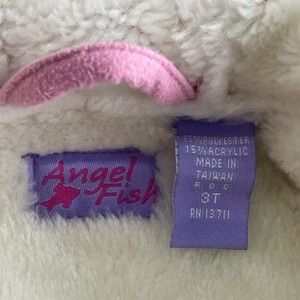 Angel
Fish
85% POLYESTER
15% ACRYLIC
MADE IN
TAIWAN
R.O.C
3T
RN 13711